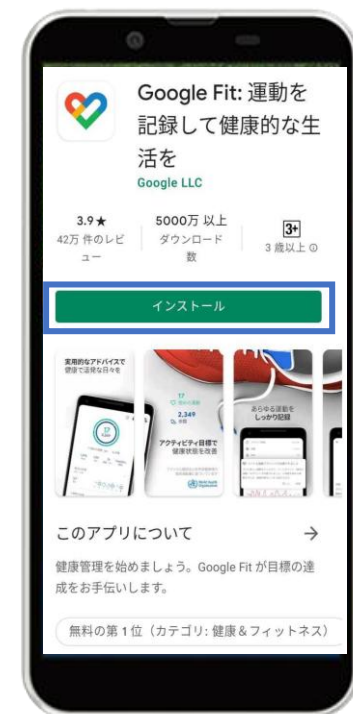 Google Fit: 運動を
記録して健康的な生
活を
Google LLC
3.9★
42万 件のレビ
ュー
5000万 以上
ダウンロード
数
3+
3 歳以上
インストール
実用的なアドバイスで
健康で活発な日々を
17
2,349
アクティビティ目標で
健康状態を改善
あらゆる運動を
しっかり記録
このアプリについて →
健康管理を始めましょう。Google Fit が目標の達
成をお手伝いします。
無料の第 1 位（カテゴリ: 健康＆フィットネス）